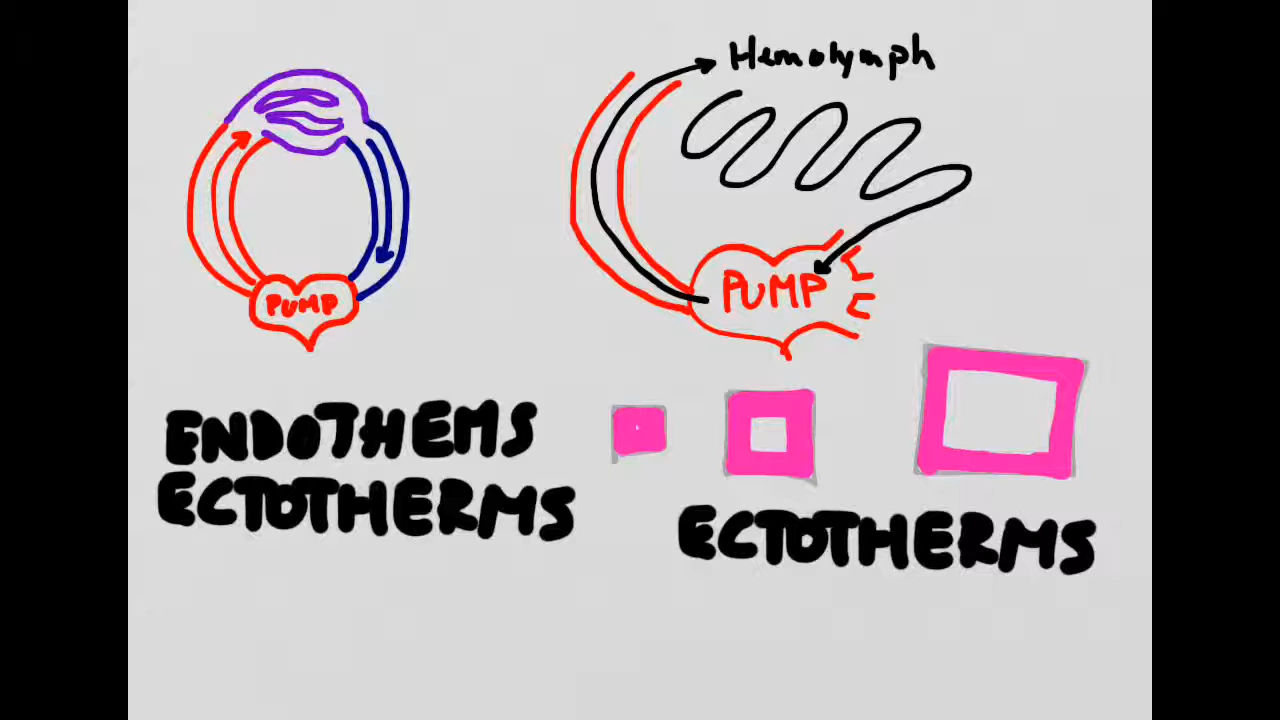 Hemolymph
PUMP
PUMP
ENDOTHEMS
ECTOTHERMS
ECTOTHERMS